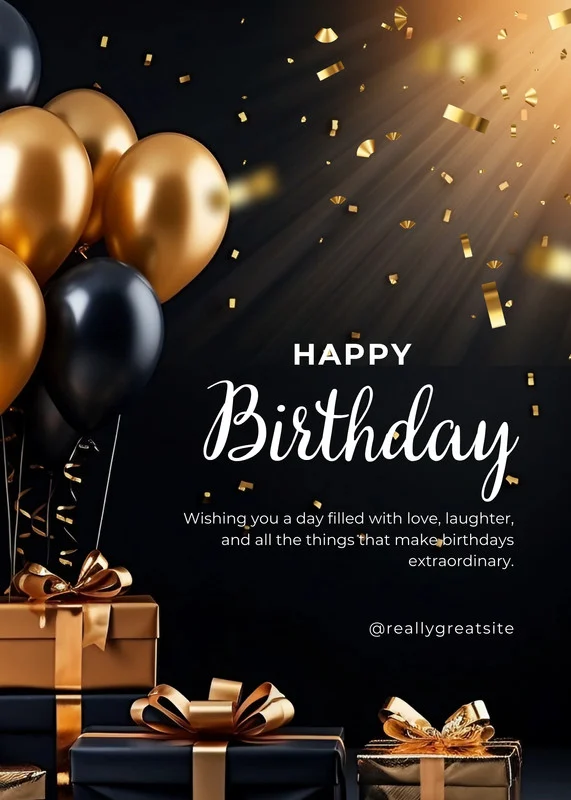 HAPPY
Birthday
Wishing you a day filled with love, laughter,
and all the things that make birthdays
extraordinary.
@reallygreatsite